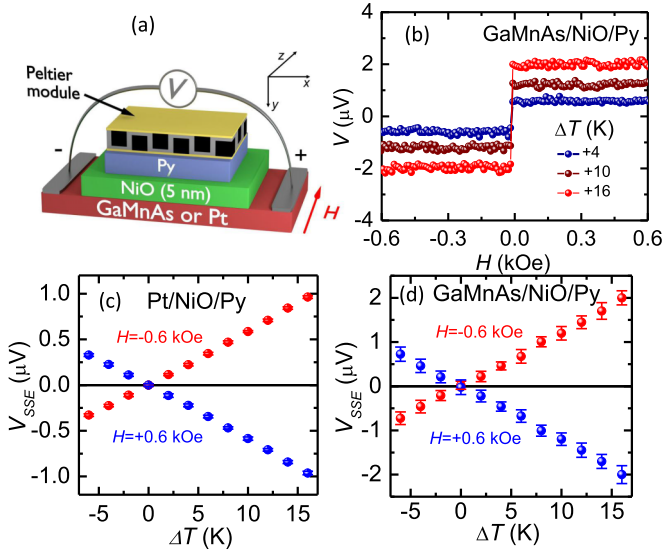 (a)
Peltier
module
V
z
x
y
-
+
Py
NiO (5 nm)
GaMnAs or Pt
H
(b)
GaMnAs/NiO/Py
V (μV)
4
2
0
-2
-4
ΔT (K)
+4
+10
+16
-0.6
-0.3
0.0
0.3
0.6
H (kOe)
(c)
Pt/NiO/Py
V_SSE (μV)
1.0
0.5
0.0
-0.5
-1.0
H=-0.6 kOe
H=+0.6 kOe
-5
0
5
10
15
ΔT (K)
(d)
GaMnAs/NiO/Py
V_SSE (μV)
2
1
0
-1
-2
H=-0.6 kOe
H=+0.6 kOe
-5
0
5
10
15
ΔT (K)